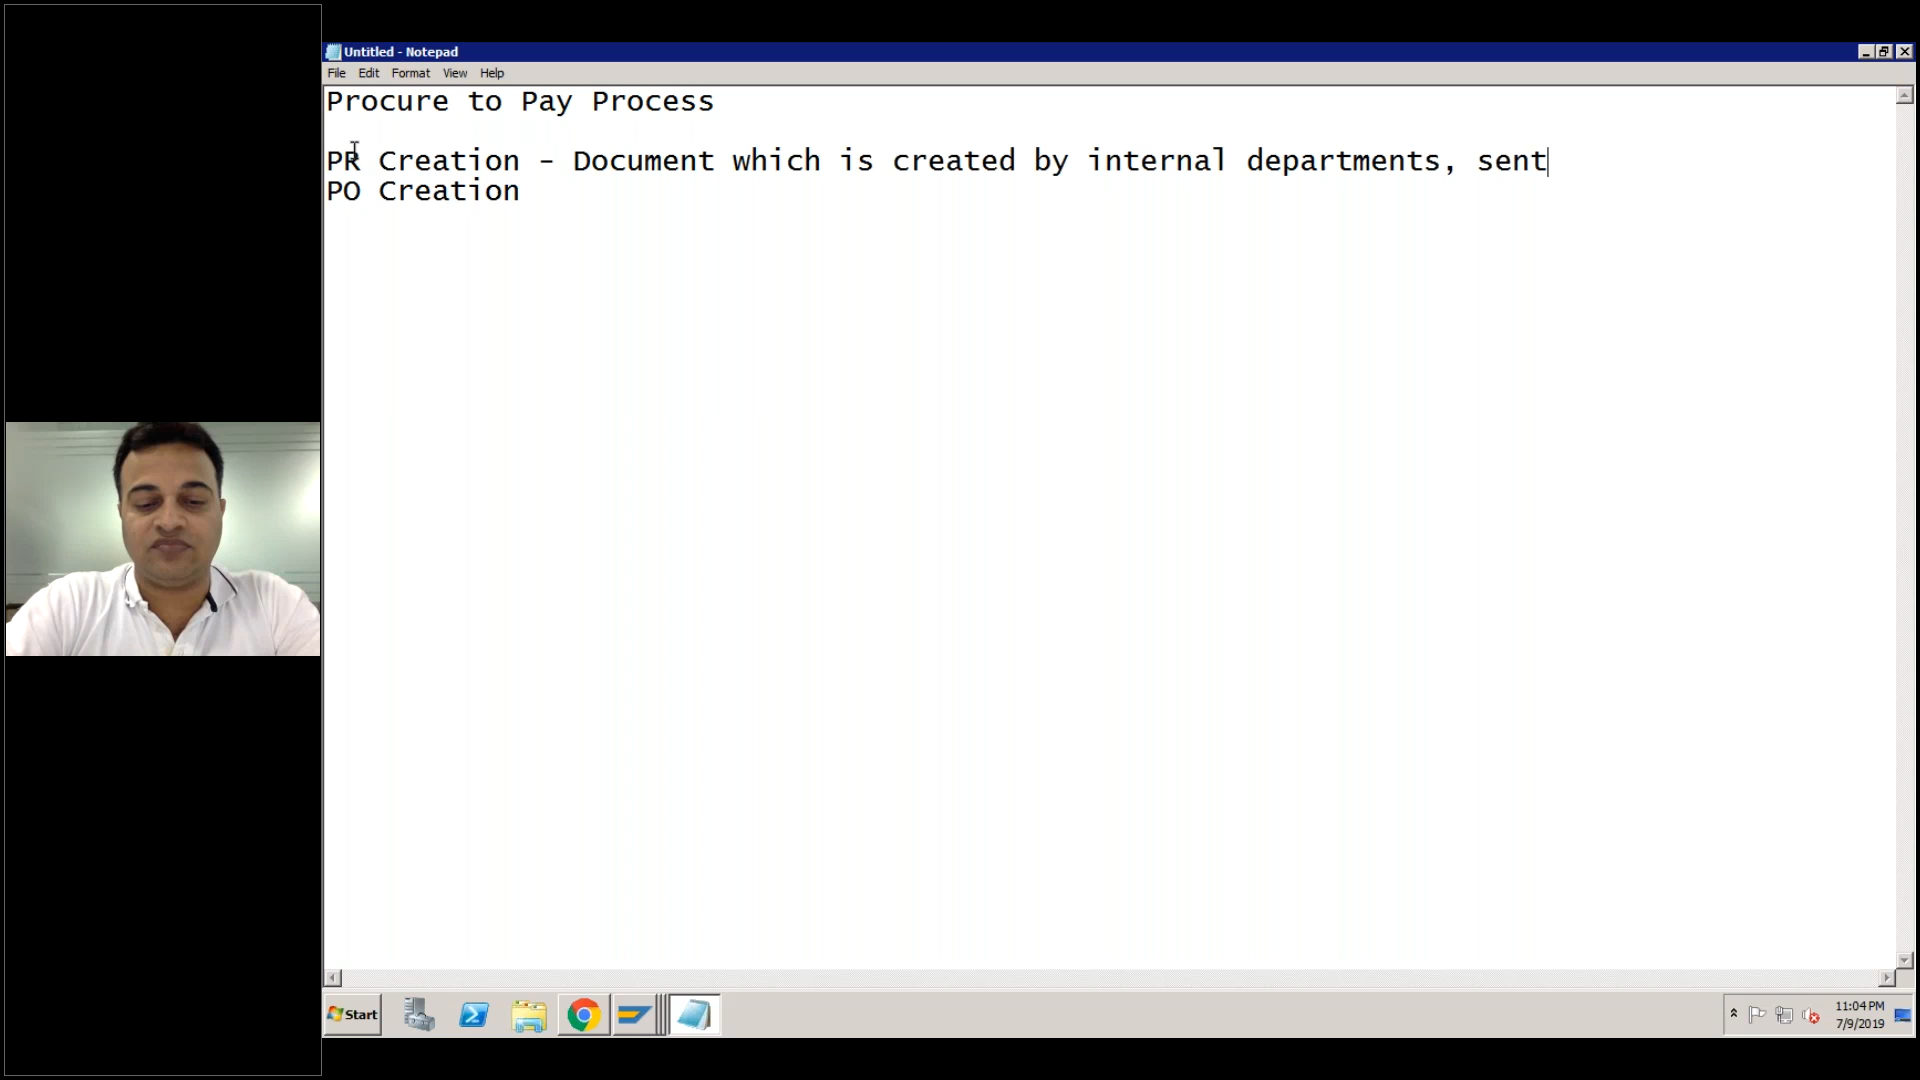 Untitled - Notepad
File Edit Format View Help
Procure to Pay Process
PR Creation - Document which is created by internal departments, sent
PO Creation
Start
11:04 PM
7/9/2019